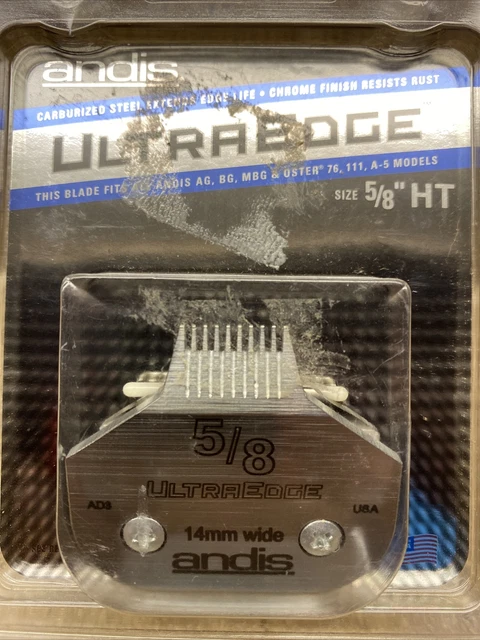 andis
CARBURIZED STEEL EXTENDS EDGE LIFE • CHROME FINISH RESISTS RUST
ULTRAEDGE
THIS BLADE FITS ANDIS AG, BG, MBG & OSTER® 76, 111, A-5 MODELS
SIZE 5/8" HT
5/8
ULTRAEDGE
AD3
USA
14mm wide
andis